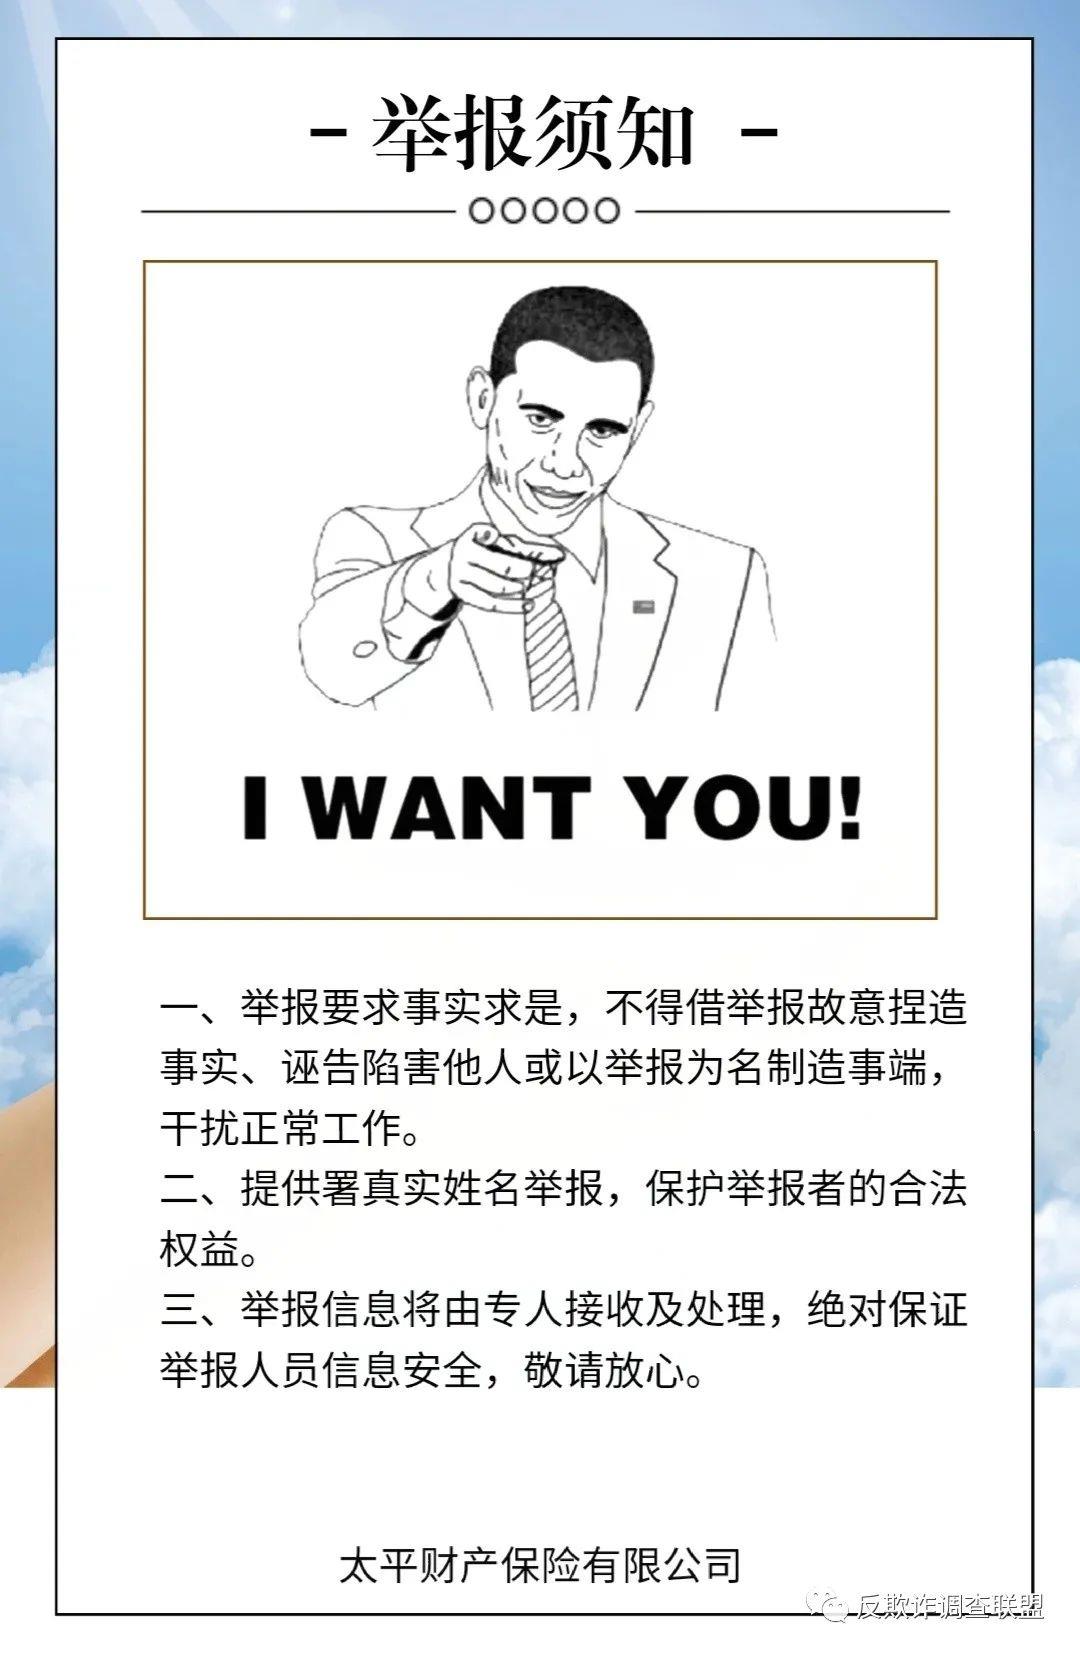 - 举报须知 -
I WANT YOU!
一、举报要求事实求是，不得借举报故意捏造
事实、诬告陷害他人或以举报为名制造事端，
干扰正常工作。
二、提供署真实姓名举报，保护举报者的合法
权益。
三、举报信息将由专人接收及处理，绝对保证
举报人员信息安全，敬请放心。
太平财产保险有限公司
反欺诈调查联盟